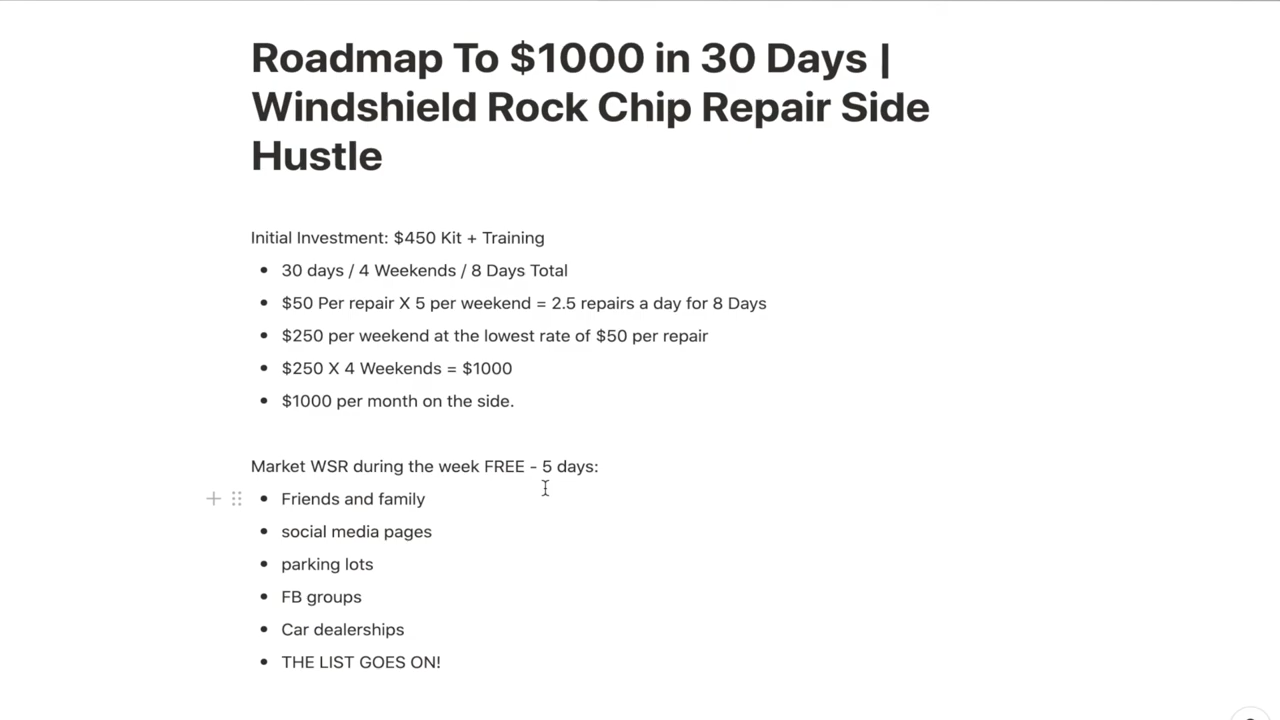 Roadmap To $1000 in 30 Days |
Windshield Rock Chip Repair Side
Hustle
Initial Investment: $450 Kit + Training
• 30 days / 4 Weekends / 8 Days Total
• $50 Per repair X 5 per weekend = 2.5 repairs a day for 8 Days
• $250 per weekend at the lowest rate of $50 per repair
• $250 X 4 Weekends = $1000
• $1000 per month on the side.
Market WSR during the week FREE - 5 days:
• Friends and family
• social media pages
• parking lots
• FB groups
• Car dealerships
• THE LIST GOES ON!